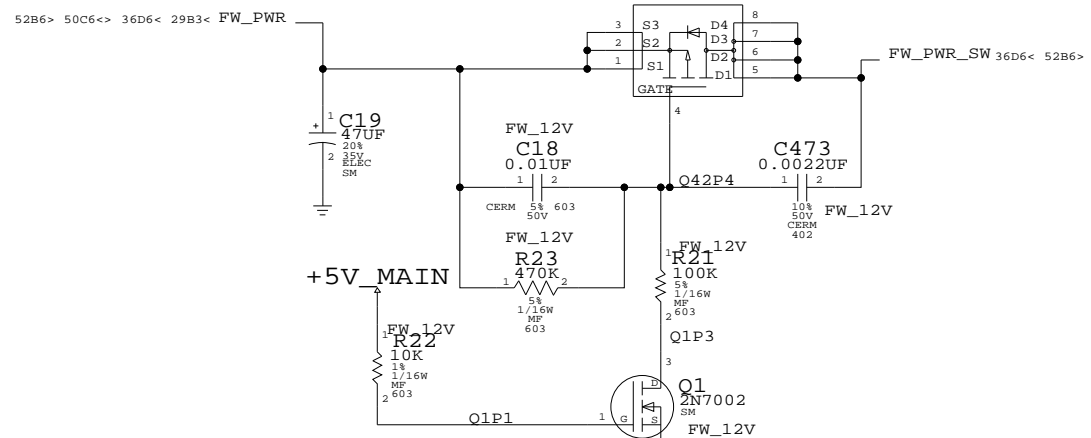 52B6> 50C6<> 36D6< 29B3< FW_PWR
3 S3 D4 8
2 S2 D3 7
D2 6
1 S1 D1 5
GATE
4
FW_PWR_SW 36D6< 52B6>
1
+ C19
47UF
20%
2 35V
ELEC
SM
FW_12V
C18
0.01UF
1 2
CERM 5% 603
50V
Q42P4
C473
0.0022UF
1 2
10%
50V
CERM
402
FW_12V
FW_12V
R23
470K
1 2
5%
1/16W
MF
603
1 FW_12V
R21
100K
5%
1/16W
MF
603
2
Q1P3
+5V_MAIN
1 FW_12V
R22
10K
1%
1/16W
MF
603
2
Q1P1
3
D Q1
2N7002
SM
1 G S
FW_12V